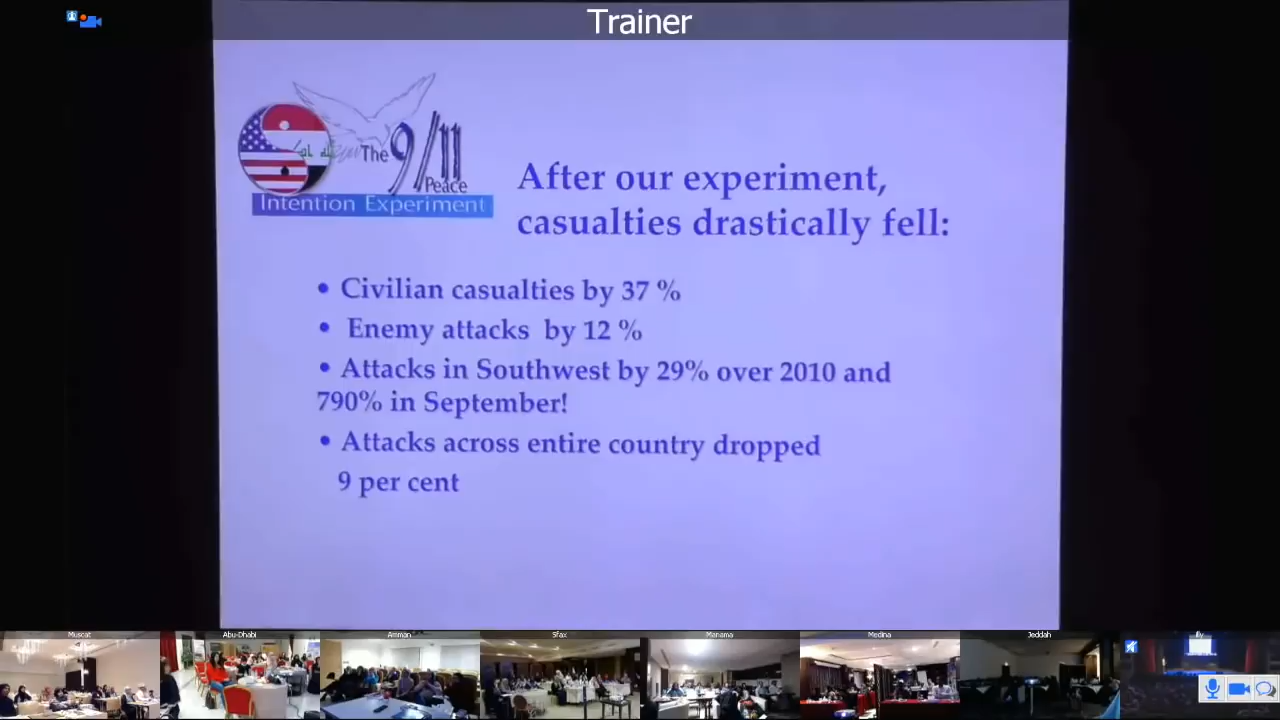 Trainer
The 9/11
Peace
Intention Experiment
After our experiment,
casualties drastically fell:
• Civilian casualties by 37 %
• Enemy attacks by 12 %
• Attacks in Southwest by 29% over 2010 and
790% in September!
• Attacks across entire country dropped
9 per cent
Muscat
Abu-Dhabi
Amman
Sfax
Manama
Medina
Jeddah